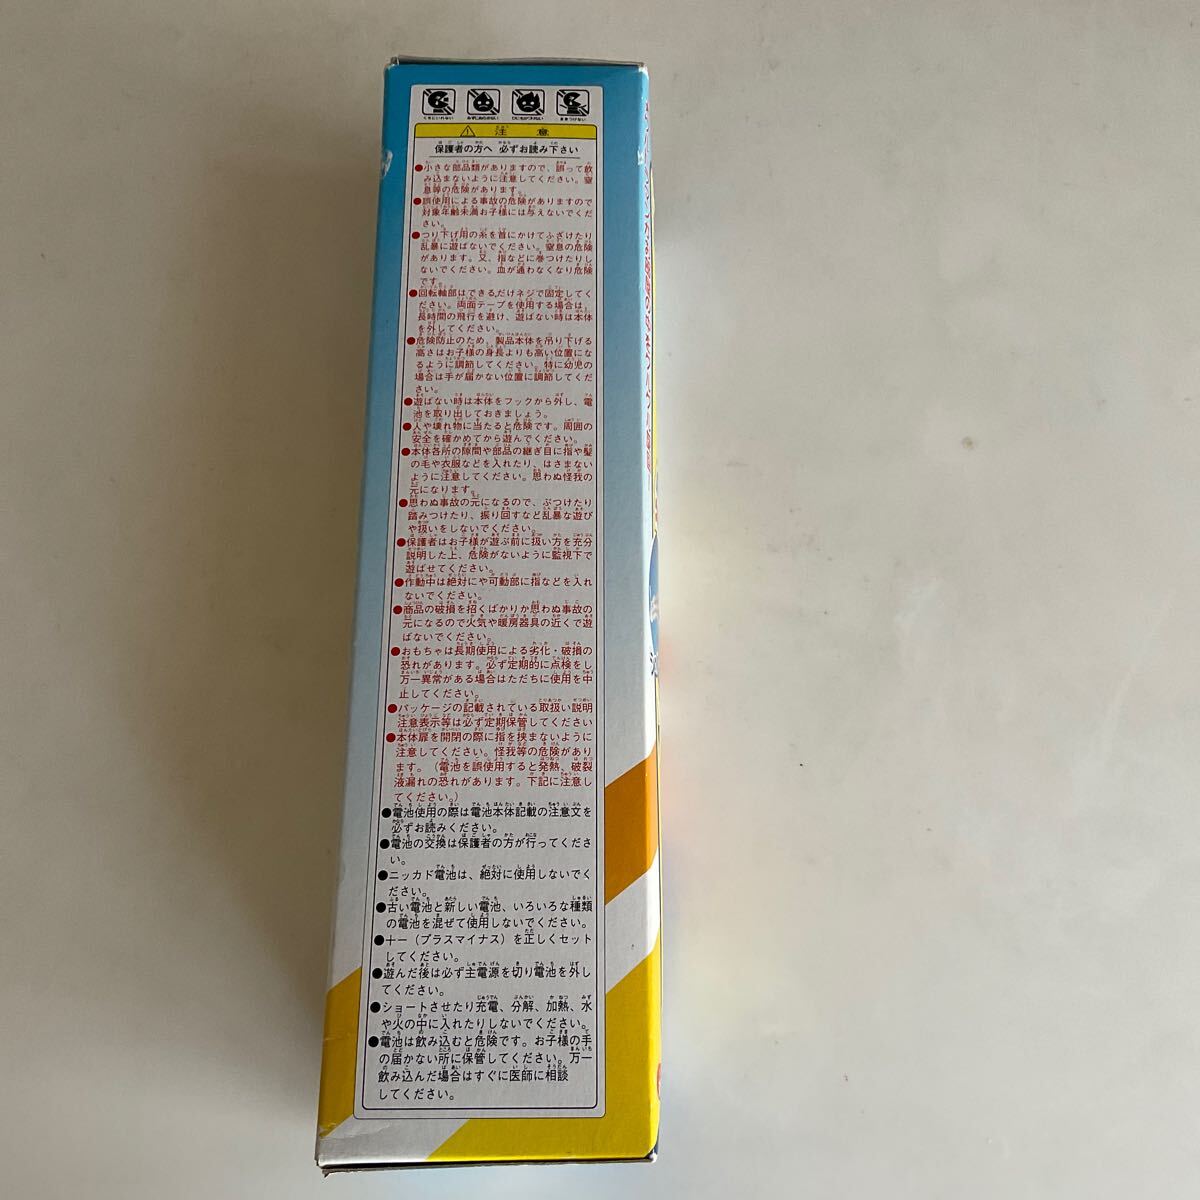 くちにいれない みずにぬらさない ひにちかづけない まきつけない
⚠ 注意
保護者の方へ 必ずお読み下さい
●小さな部品類がありますので、誤って飲
み込まないように注意してください。窒
息等の危険があります。
●誤使用による事故の危険がありますので
対象年齢未満お子様には与えないでくだ
さい。
●つり下げ用の糸を首にかけてふざけたり
乱暴に遊ばないでください。窒息の危険
があります。又、指などに巻つけたりし
ないでください。血が通わなくなり危険
です。
●回転軸部はできるだけネジで固定してく
ださい。両面テープを使用する場合は、
長時間の飛行を避け、遊ばない時は本体
を外してください。
●危険防止のため、製品本体を吊り下げる
高さはお子様の身長よりも高い位置にな
るように調節してください。特に幼児の
場合は手が届かない位置に調節してくだ
さい。
●遊ばない時は本体をフックから外し、電
池を取り出しておきましょう。
●人や壊れ物に当たると危険です。周囲の
安全を確かめてから遊んでください。
●本体各所の隙間や部品の継ぎ目に指や髪
の毛や衣服などを入れたり、はさまない
ように注意してください。思わぬ怪我の
元になります。
●思わぬ事故の元になるので、ぶつけたり
踏みつけたり、振り回すなど乱暴な遊び
や扱いをしないでください。
●保護者はお子様が遊ぶ前に扱い方を充分
説明した上、危険がないように監視下で
遊ばせてください。
●作動中は絶対にや可動部に指などを入れ
ないでください。
●商品の破損を招くばかりか思わぬ事故の
元になるので火気や暖房器具の近くで遊
ばないでください。
●おもちゃは長期使用による劣化・破損の
恐れがあります。必ず定期的に点検をし
万一異常がある場合はただちに使用を中
止してください。
●パッケージの記載されている取扱い説明
注意表示等は必ず定期保管してください
●本体扉を開閉の際に指を挟まないように
注意してください。怪我等の危険があり
ます。（電池を誤使用すると発熱、破裂
液漏れの恐れがあります。下記に注意し
てください。）
●電池使用の際は電池本体記載の注意文を
必ずお読みください。
●電池の交換は保護者の方が行ってくださ
い。
●ニッカド電池は、絶対に使用しないでく
ださい。
●古い電池と新しい電池、いろいろな種類
の電池を混ぜて使用しないでください。
●＋－（プラスマイナス）を正しくセット
してください。
●遊んだ後は必ず主電源を切り電池を外し
てください。
●ショートさせたり充電、分解、加熱、水
や火の中に入れたりしないでください。
●電池は飲み込むと危険です。お子様の手
の届かない所に保管してください。万一
飲み込んだ場合はすぐに医師に相談
してください。